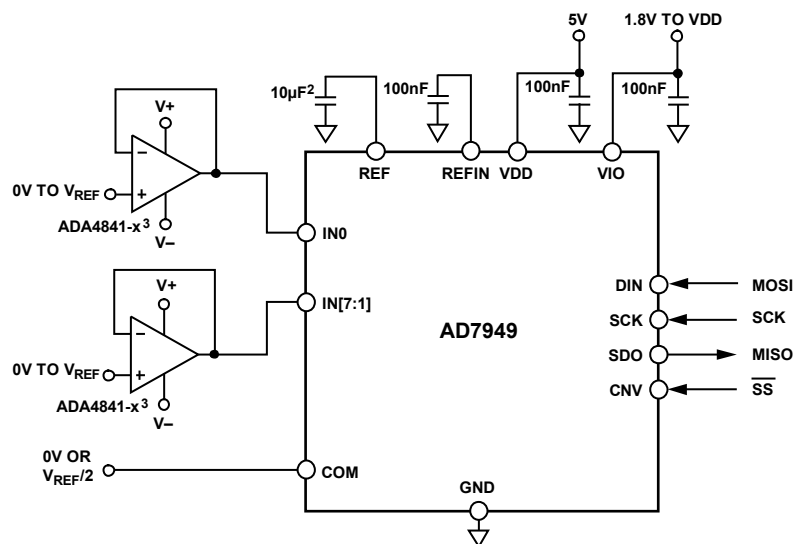 5V
1.8V TO VDD
10µF²
100nF
100nF
100nF
V+
−
+
0V TO VREF
ADA4841-x³
V−
REF
REFIN
VDD
VIO
IN0
V+
−
+
0V TO VREF
ADA4841-x³
V−
IN[7:1]
AD7949
DIN
MOSI
SCK
SCK
SDO
MISO
CNV
S̅S̅
0V OR
VREF/2
COM
GND